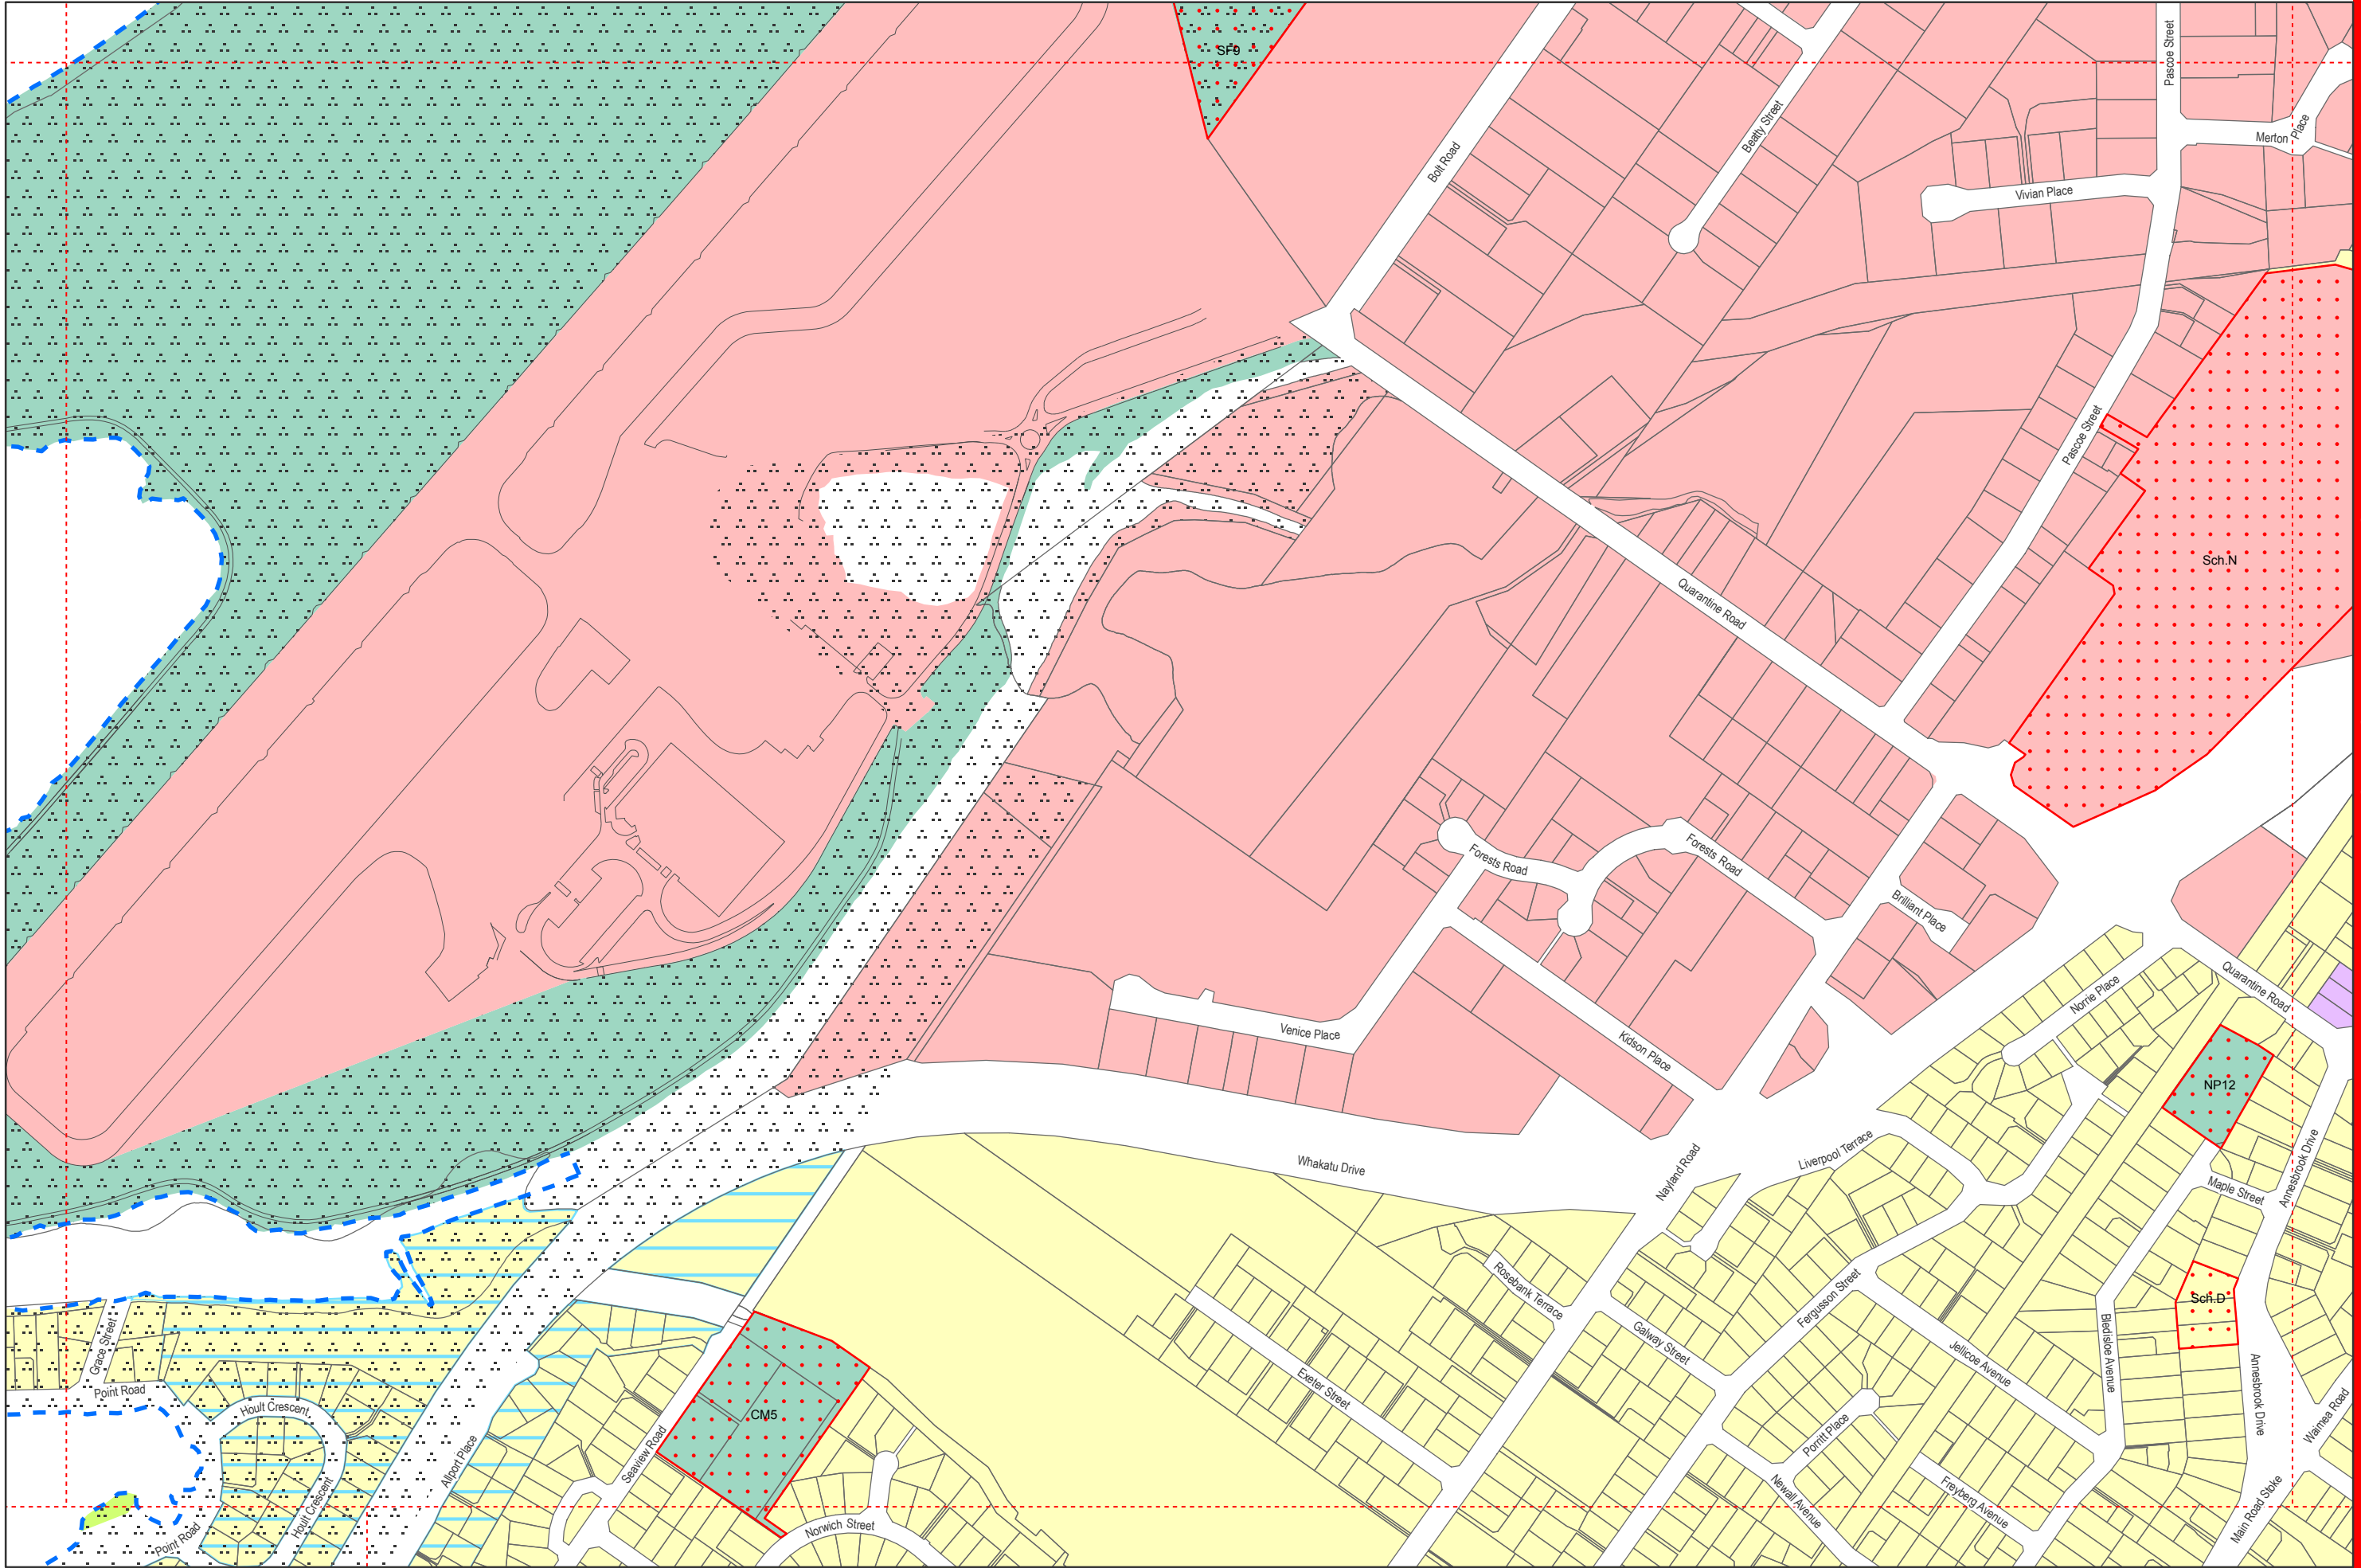 SF9
Pascoe Street
Beatty Street
Merton Place
Bolt Road
Vivian Place
Pascoe Street
Sch.N
Quarantine Road
Forests Road
Forests Road
Brilliant Place
Quarantine Road
Norrie Place
Venice Place
Kidson Place
NP12
Whakatu Drive
Liverpool Terrace
Nayland Road
Maple Street
Annesbrook Drive
Rosebank Terrace
Fergusson Street
Sch.D
Grace Street
Galway Street
Jellicoe Avenue
Bledisloe Avenue
Point Road
Exeter Street
Annesbrook Drive
Hoult Crescent
CM5
Porritt Place
Waimea Road
Allport Place
Seaview Road
Newall Avenue
Freyberg Avenue
Hoult Crescent
Norwich Street
Main Road Stoke
Point Road